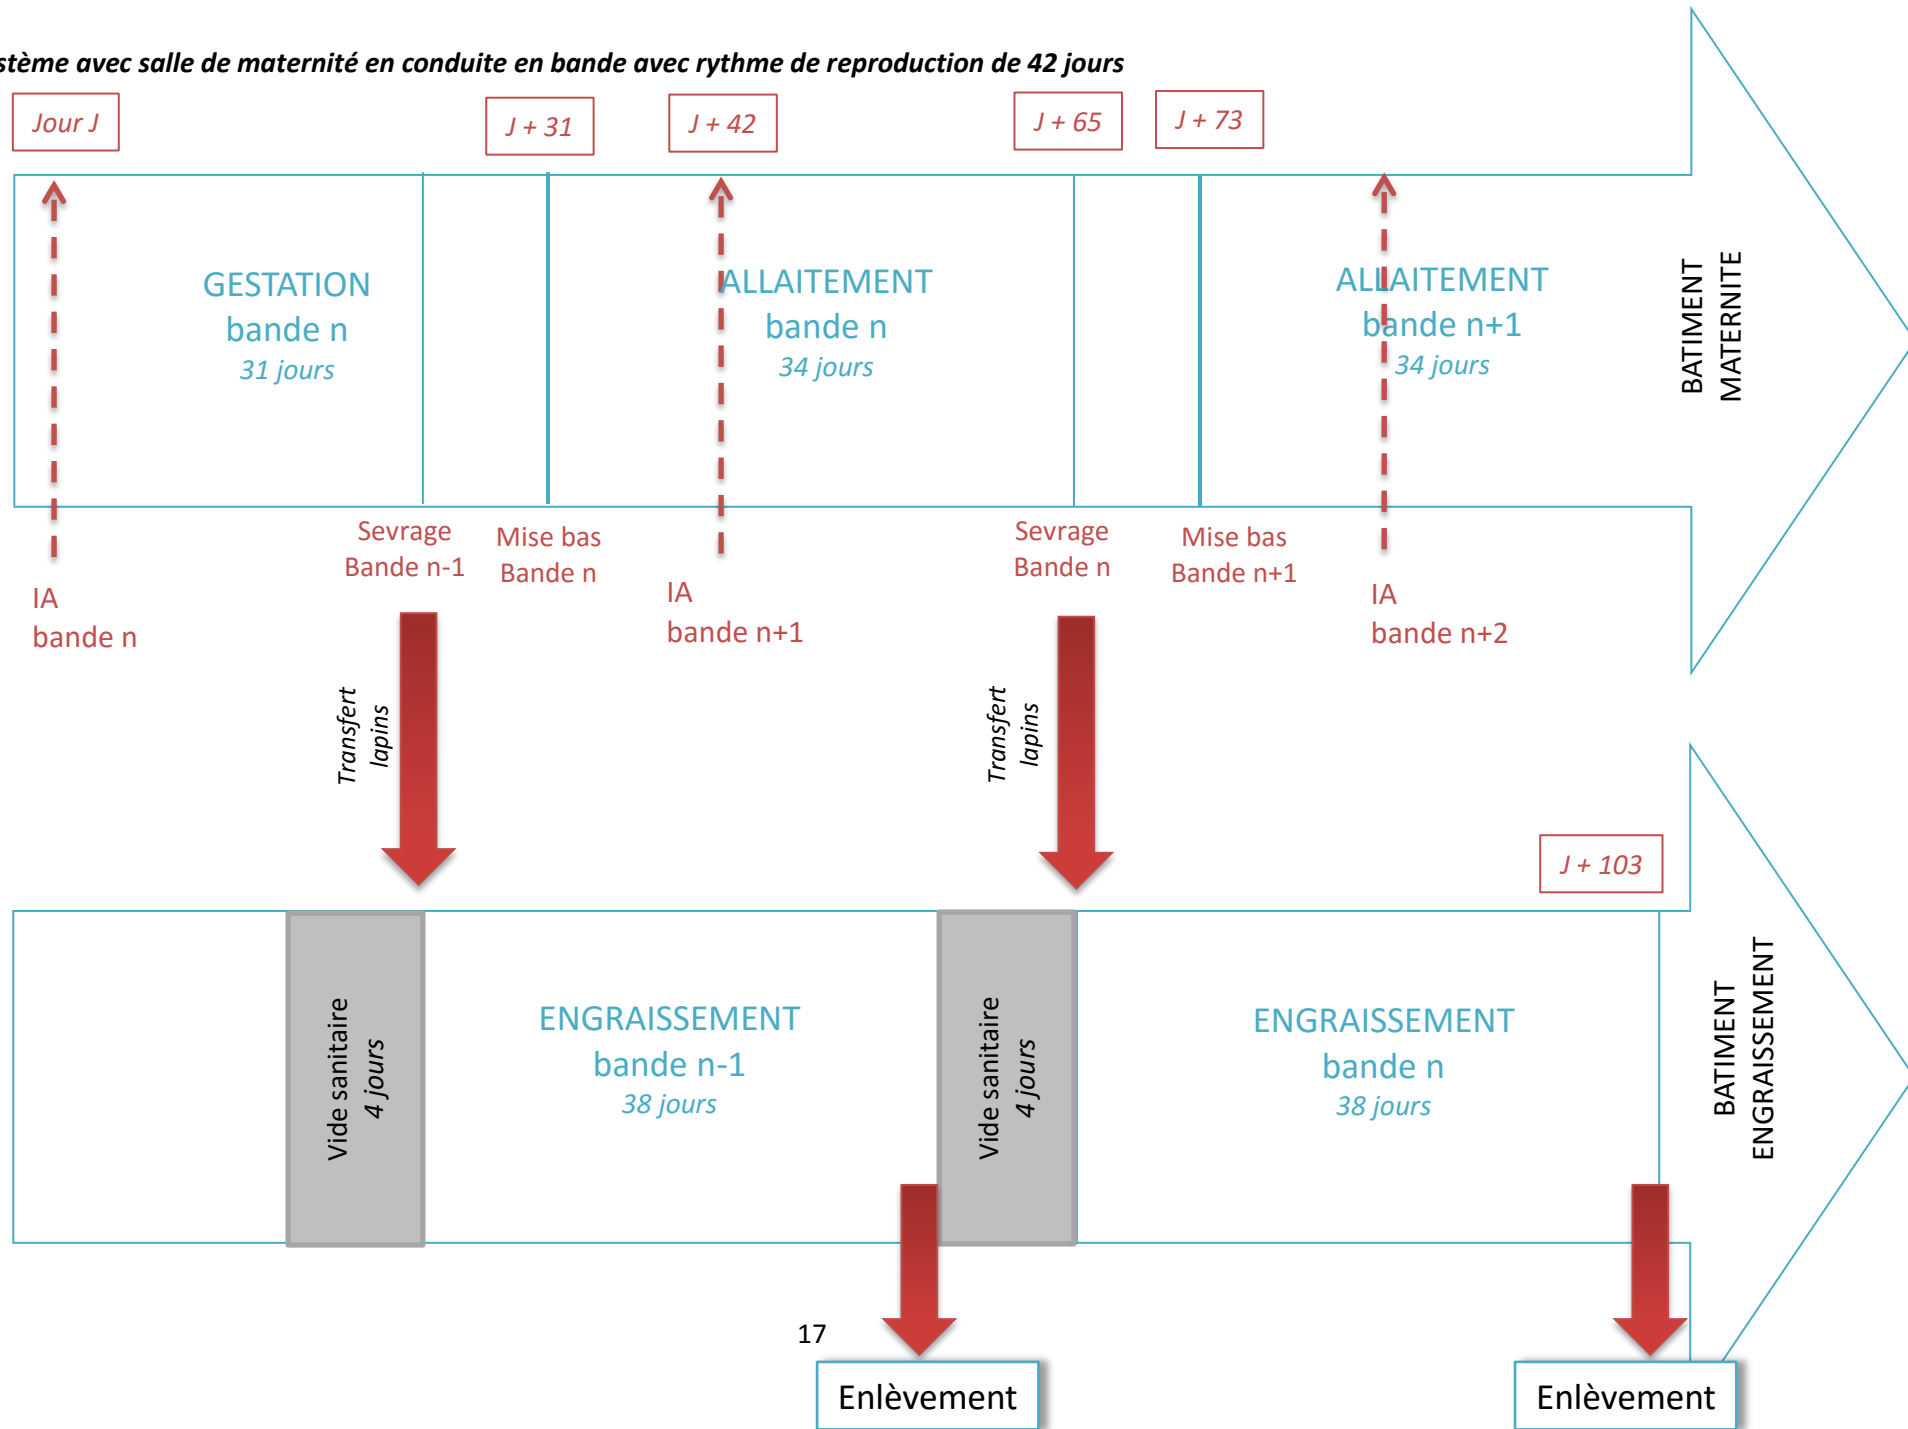 stème avec salle de maternité en conduite en bande avec rythme de reproduction de 42 jours
Jour J
J + 31
J + 42
J + 65
J + 73
GESTATION
bande n
31 jours
ALLAITEMENT
bande n
34 jours
ALLAITEMENT
bande n+1
34 jours
BATIMENT
MATERNITE
IA
bande n
Sevrage
Bande n-1
Mise bas
Bande n
IA
bande n+1
Sevrage
Bande n
Mise bas
Bande n+1
IA
bande n+2
Transfert
lapins
Transfert
lapins
J + 103
Vide sanitaire
4 jours
ENGRAISSEMENT
bande n-1
38 jours
Vide sanitaire
4 jours
ENGRAISSEMENT
bande n
38 jours
BATIMENT
ENGRAISSEMENT
17
Enlèvement
Enlèvement